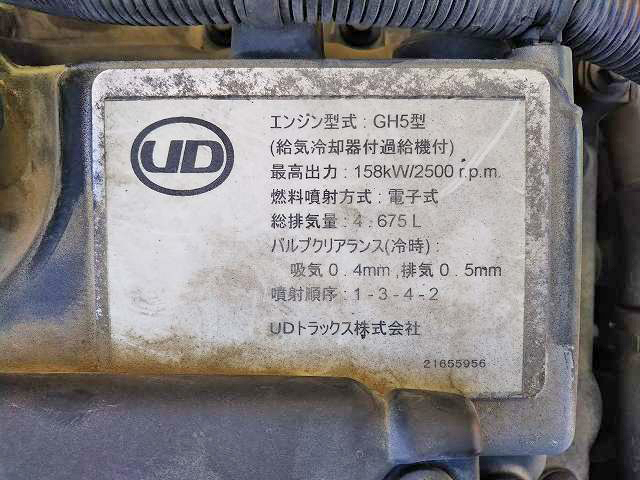 UD
エンジン型式：GH5型
(給気冷却器付過給機付)
最高出力：158kW/2500 r.p.m.
燃料噴射方式：電子式
総排気量：4.675 L
バルブクリアランス(冷時)：
吸気 0.4mm,排気 0.5mm
噴射順序：1-3-4-2
UDトラックス株式会社
21655956